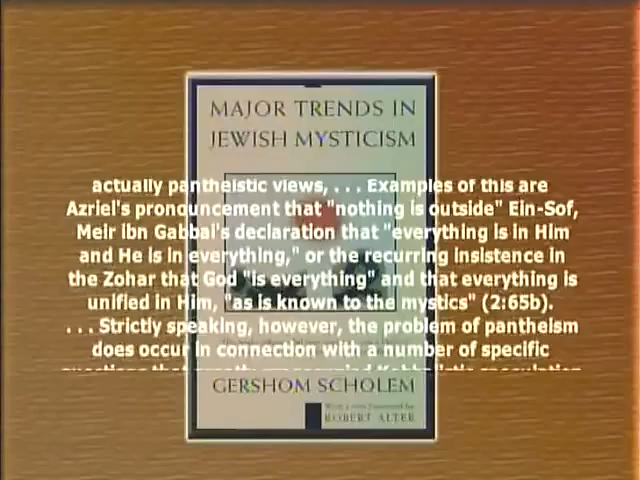 MAJOR TRENDS IN
JEWISH MYSTICISM
actually pantheistic views, . . . Examples of this are
Azriel's pronouncement that "nothing is outside" Ein-Sof,
Meir ibn Gabbai's declaration that "everything is in Him
and He is in everything," or the recurring insistence in
the Zohar that God "is everything" and that everything is
unified in Him, "as is known to the mystics" (2:65b).
. . . Strictly speaking, however, the problem of pantheism
does occur in connection with a number of specific
GERSHOM SCHOLEM
With a new Foreword by
ROBERT ALTER